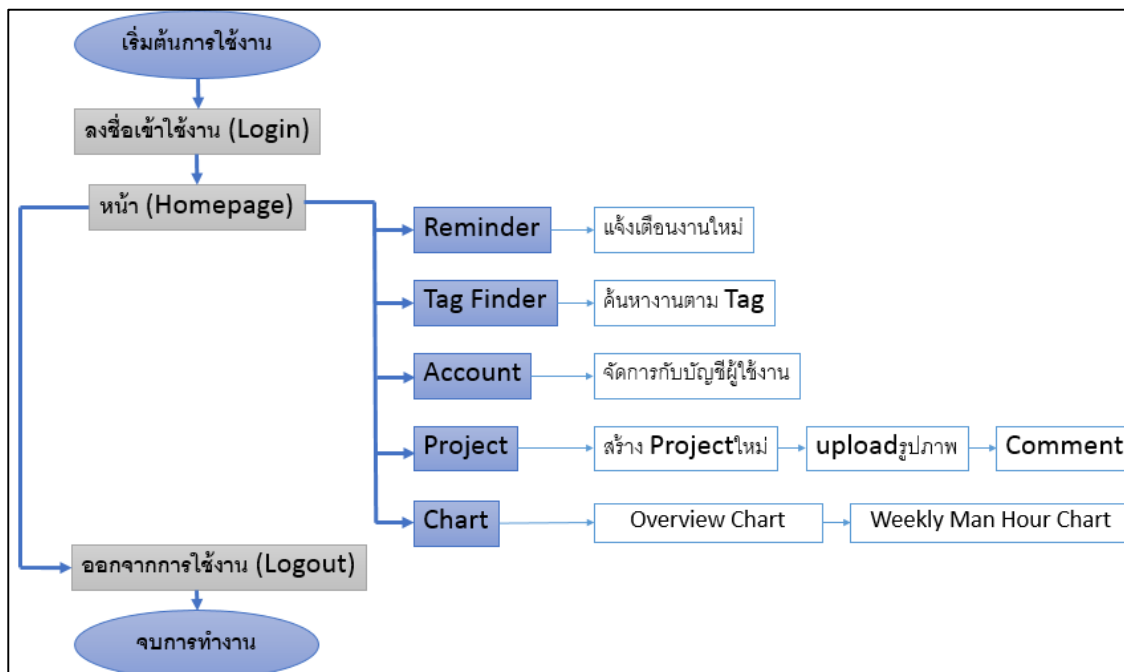 เริ่มต้นการใช้งาน
ลงชื่อเข้าใช้งาน (Login)
หน้า (Homepage)
Reminder
แจ้งเตือนงานใหม่
Tag Finder
ค้นหางานตาม Tag
Account
จัดการกับบัญชีผู้ใช้งาน
Project
สร้าง Projectใหม่
uploadรูปภาพ
Comment
Chart
Overview Chart
Weekly Man Hour Chart
ออกจากการใช้งาน (Logout)
จบการทำงาน